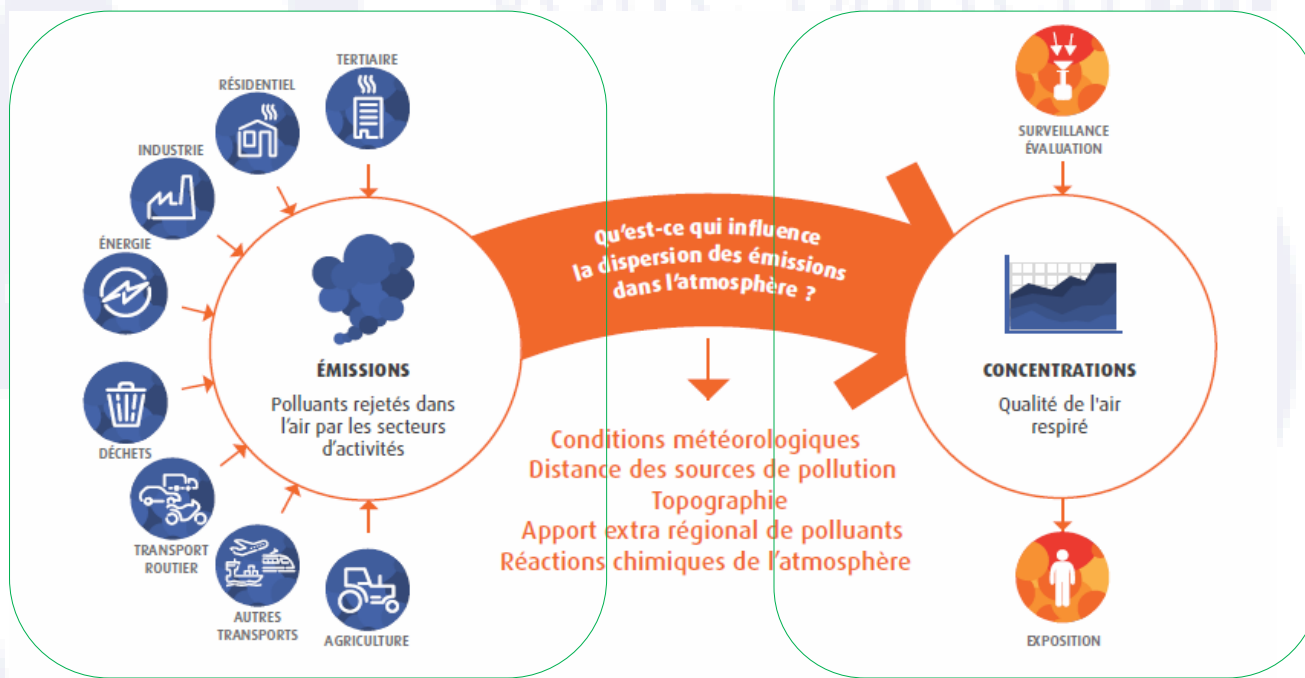 TERTIAIRE
RÉSIDENTIEL
INDUSTRIE
ÉNERGIE
DÉCHETS
TRANSPORT
ROUTIER
AUTRES
TRANSPORTS
AGRICULTURE
ÉMISSIONS
Polluants rejetés dans
l'air par les secteurs
d'activités
Qu'est-ce qui influence
la dispersion des émissions
dans l'atmosphère ?
Conditions météorologiques
Distance des sources de pollution
Topographie
Apport extra régional de polluants
Réactions chimiques de l'atmosphère
SURVEILLANCE
ÉVALUATION
CONCENTRATIONS
Qualité de l'air
respiré
EXPOSITION